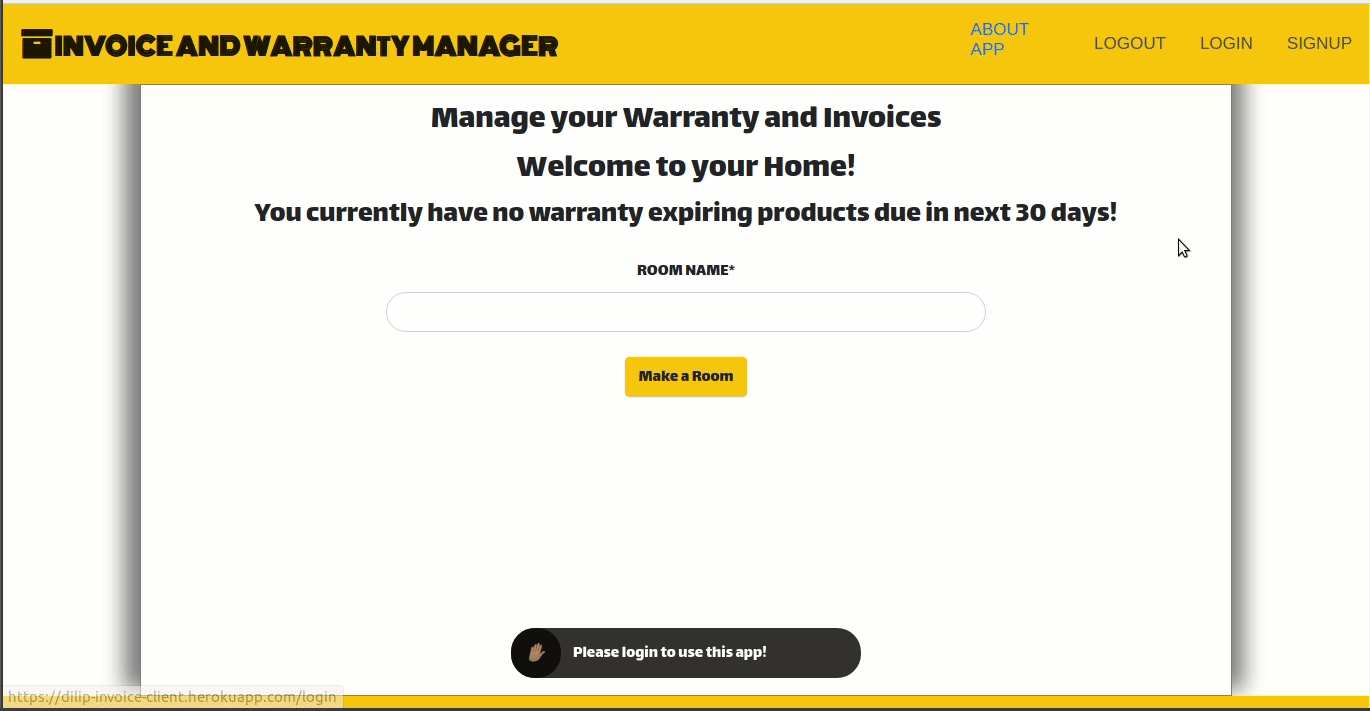 INVOICE AND WARRANTY MANAGER
ABOUT
APP
LOGOUT
LOGIN
SIGNUP
Manage your Warranty and Invoices
Welcome to your Home!
You currently have no warranty expiring products due in next 30 days!
ROOM NAME*
Make a Room
Please login to use this app!
https://dilip-invoice-client.herokuapp.com/login